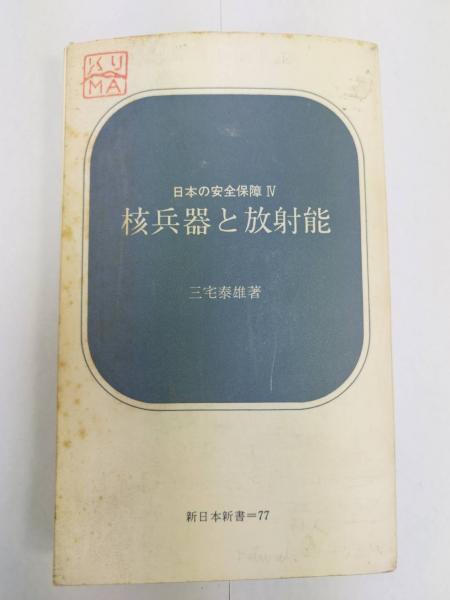 MA
日本の安全保障 Ⅳ
核兵器と放射能
三宅泰雄著
新日本新書=77